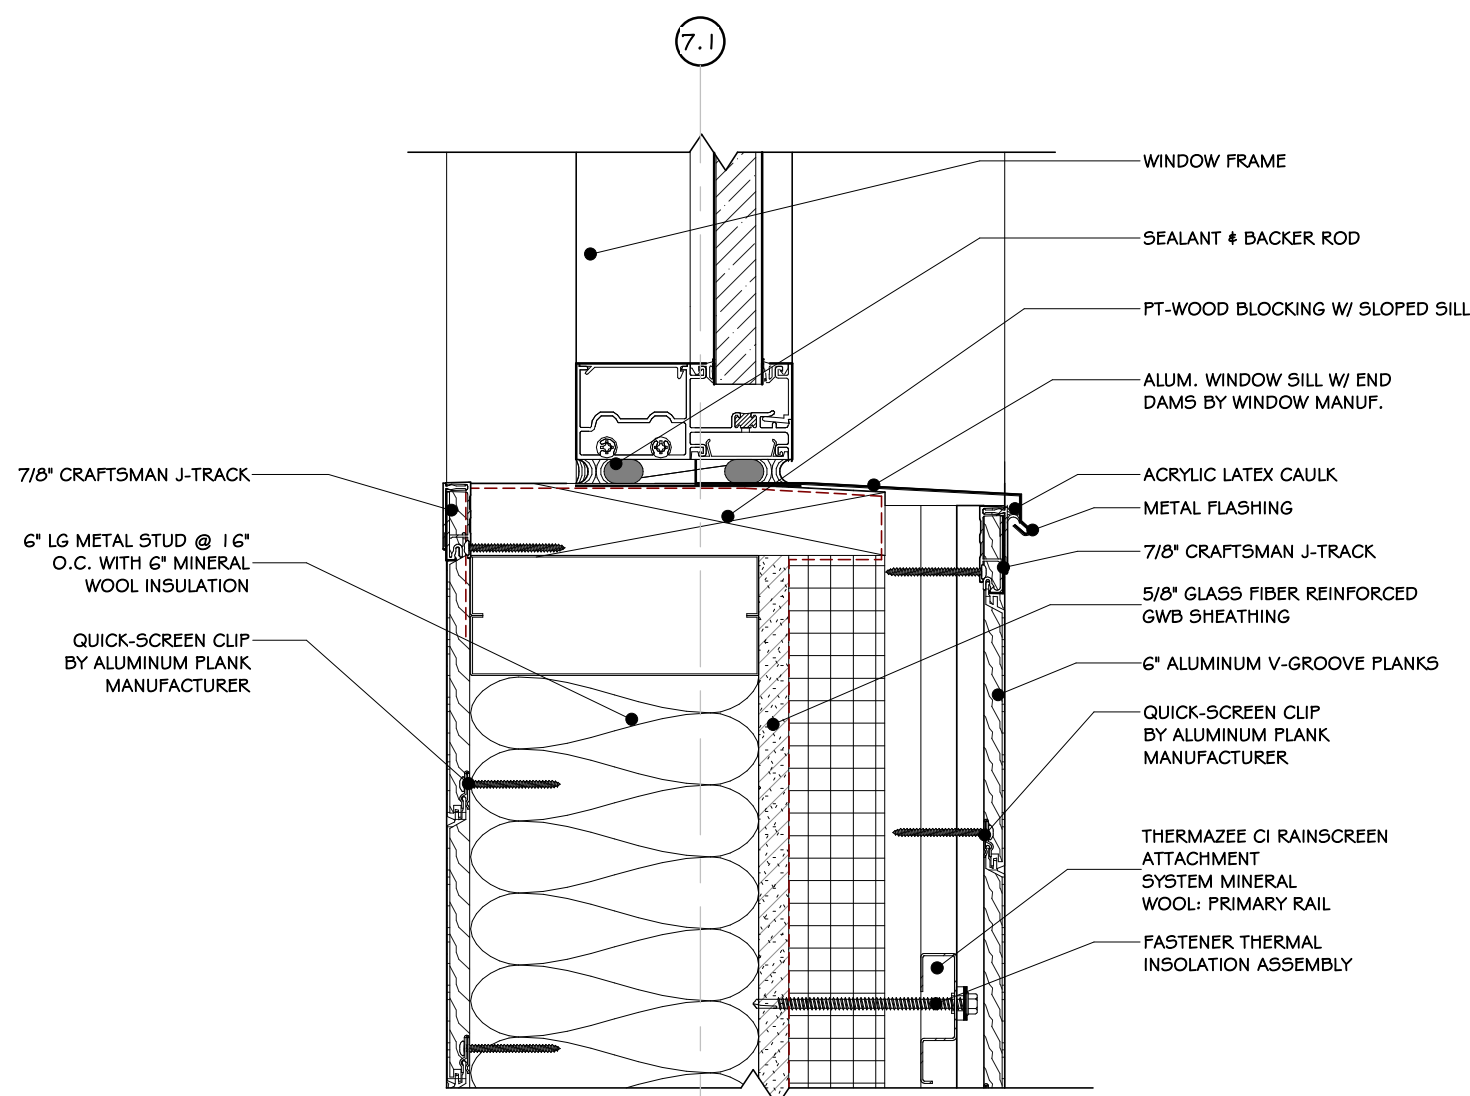 7.1
WINDOW FRAME
SEALANT & BACKER ROD
PT-WOOD BLOCKING W/ SLOPED SILL
ALUM. WINDOW SILL W/ END
DAMS BY WINDOW MANUF.
ACRYLIC LATEX CAULK
METAL FLASHING
7/8" CRAFTSMAN J-TRACK
5/8" GLASS FIBER REINFORCED
GWB SHEATHING
6" ALUMINUM V-GROOVE PLANKS
QUICK-SCREEN CLIP
BY ALUMINUM PLANK
MANUFACTURER
THERMAZEE CI RAINSCREEN
ATTACHMENT
SYSTEM MINERAL
WOOL: PRIMARY RAIL
FASTENER THERMAL
INSOLATION ASSEMBLY
7/8" CRAFTSMAN J-TRACK
6" LG METAL STUD @ 16"
O.C. WITH 6" MINERAL
WOOL INSULATION
QUICK-SCREEN CLIP
BY ALUMINUM PLANK
MANUFACTURER